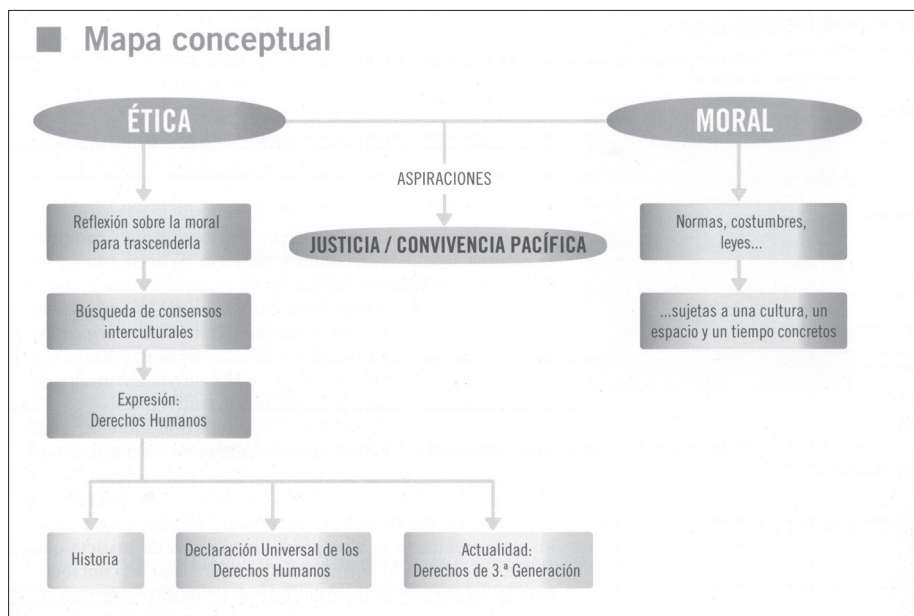 Mapa conceptual
ÉTICA
MORAL
ASPIRACIONES
JUSTICIA / CONVIVENCIA PACÍFICA
Reflexión sobre la moral
para trascenderla
Búsqueda de consensos
interculturales
Expresión:
Derechos Humanos
Historia
Declaración Universal de los
Derechos Humanos
Actualidad:
Derechos de 3.ª Generación
Normas, costumbres,
leyes...
...sujetas a una cultura, un
espacio y un tiempo concretos